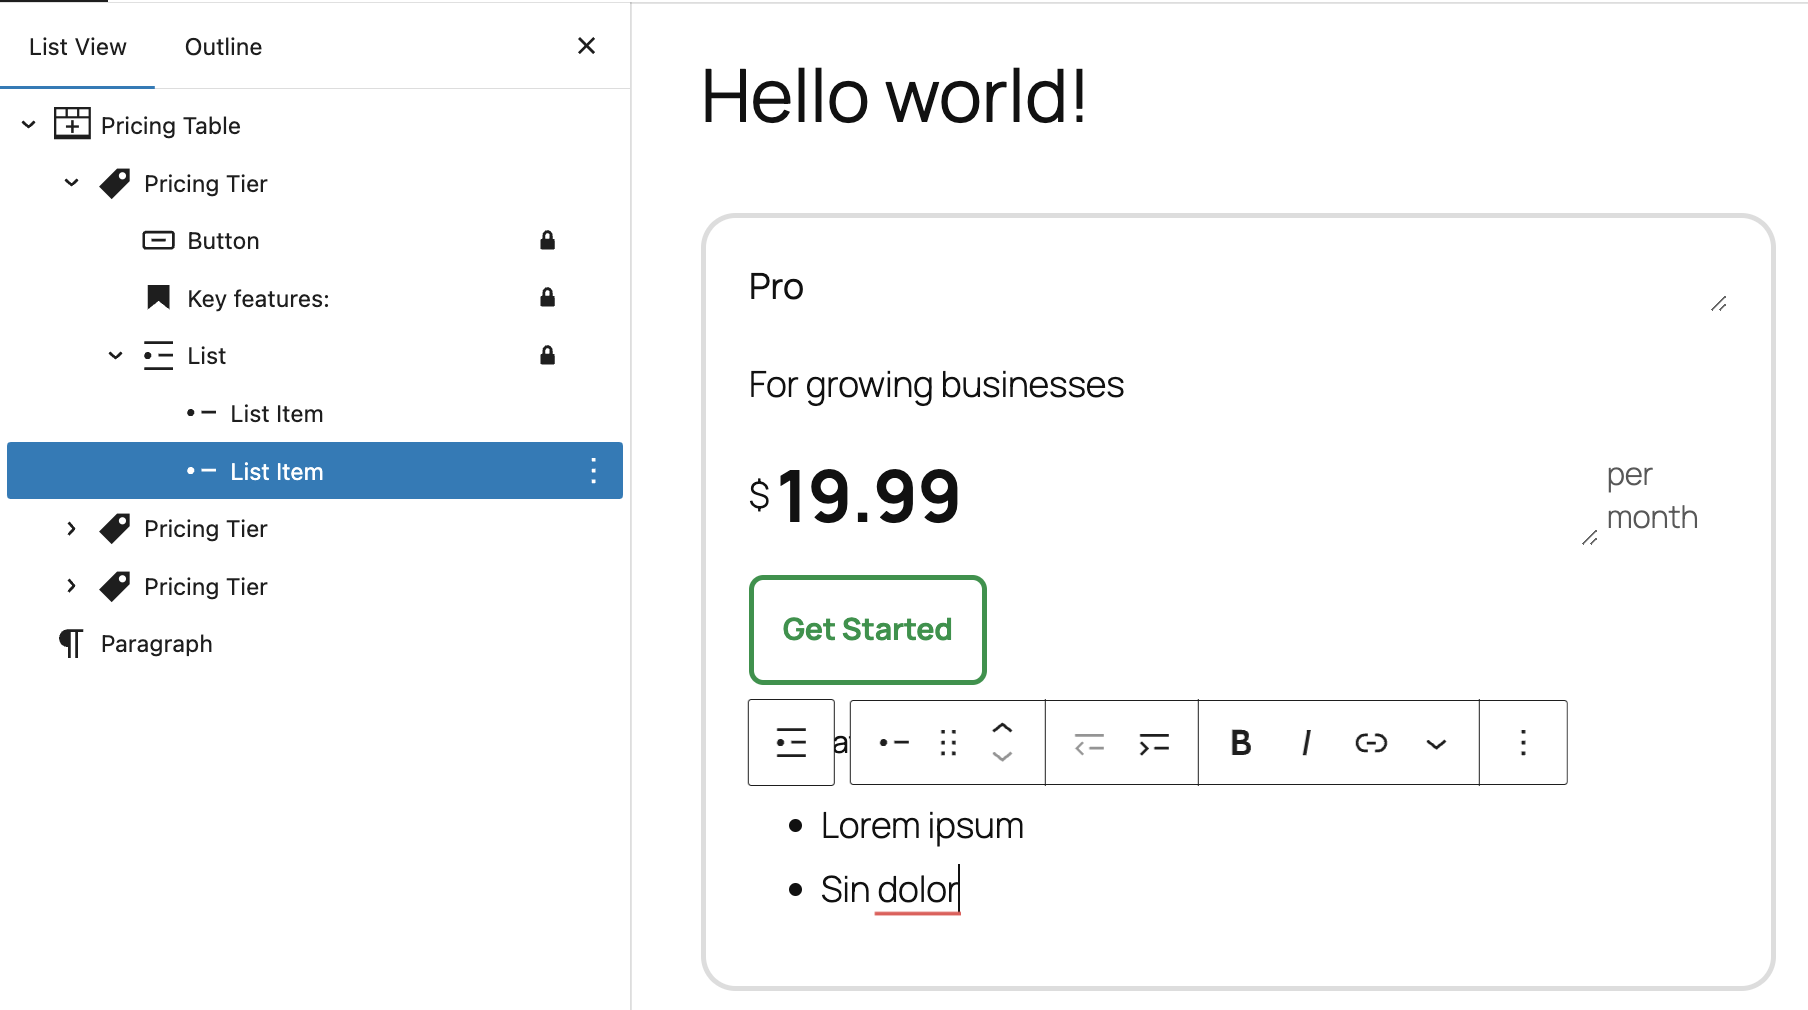 List View
Outline
Pricing Table
Pricing Tier
Button
Key features:
List
List Item
List Item
Pricing Tier
Pricing Tier
Paragraph
Hello world!
Pro
For growing businesses
$19.99
per
month
Get Started
B I
Lorem ipsum
Sin dolor